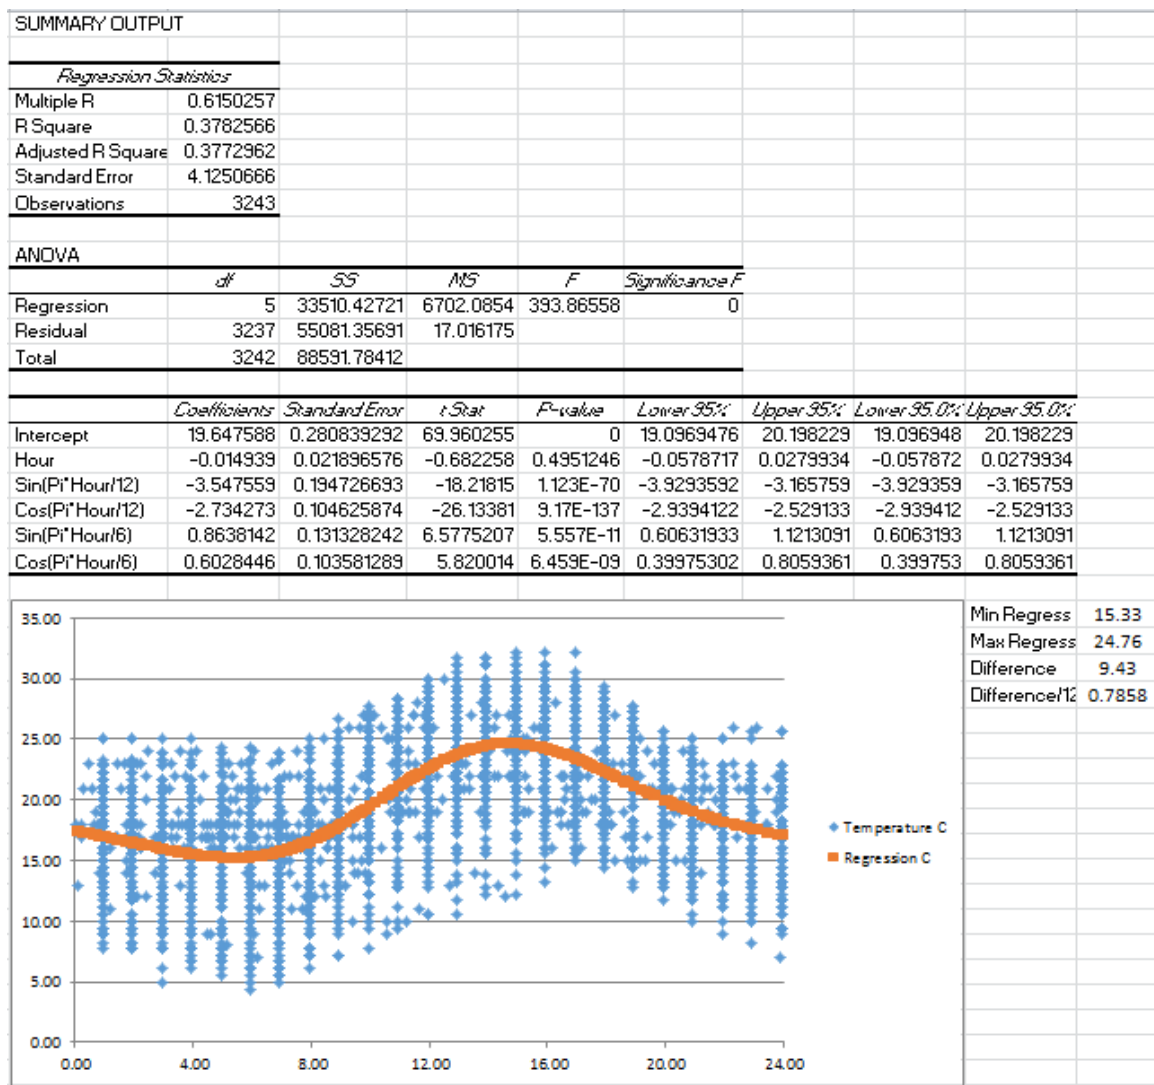 SUMMARY OUTPUT
Regression Statistics
Multiple R 0.6150257
R Square 0.3782566
Adjusted R Square 0.3772962
Standard Error 4.1250666
Observations 3243
ANOVA
df SS MS F Significance F
Regression 5 33510.42721 6702.0854 393.86558 0
Residual 3237 55081.35691 17.016175
Total 3242 88591.78412
Coefficients Standard Error t Stat P-value Lower 95% Upper 95% Lower 95.0% Upper 95.0%
Intercept 19.647588 0.280839292 69.960255 0 19.0969476 20.198229 19.096948 20.198229
Hour -0.014939 0.021896576 -0.682258 0.4951246 -0.0578717 0.0279934 -0.057872 0.0279934
Sin(Pi*Hour/12) -3.547559 0.194726693 -18.21815 1.123E-70 -3.9293592 -3.165759 -3.929359 -3.165759
Cos(Pi*Hour/12) -2.734273 0.104625874 -26.13381 9.17E-137 -2.9394122 -2.529133 -2.939412 -2.529133
Sin(Pi*Hour/6) 0.8638142 0.131328242 6.5775207 5.557E-11 0.60631933 1.1213091 0.6063193 1.1213091
Cos(Pi*Hour/6) 0.6028446 0.103581289 5.820014 6.459E-09 0.39975302 0.8059361 0.399753 0.8059361
35.00
30.00
25.00
20.00
15.00
10.00
5.00
0.00
0.00 4.00 8.00 12.00 16.00 20.00 24.00
Temperature C
Regression C
Min Regress 15.33
Max Regress 24.76
Difference 9.43
Difference/12 0.7858